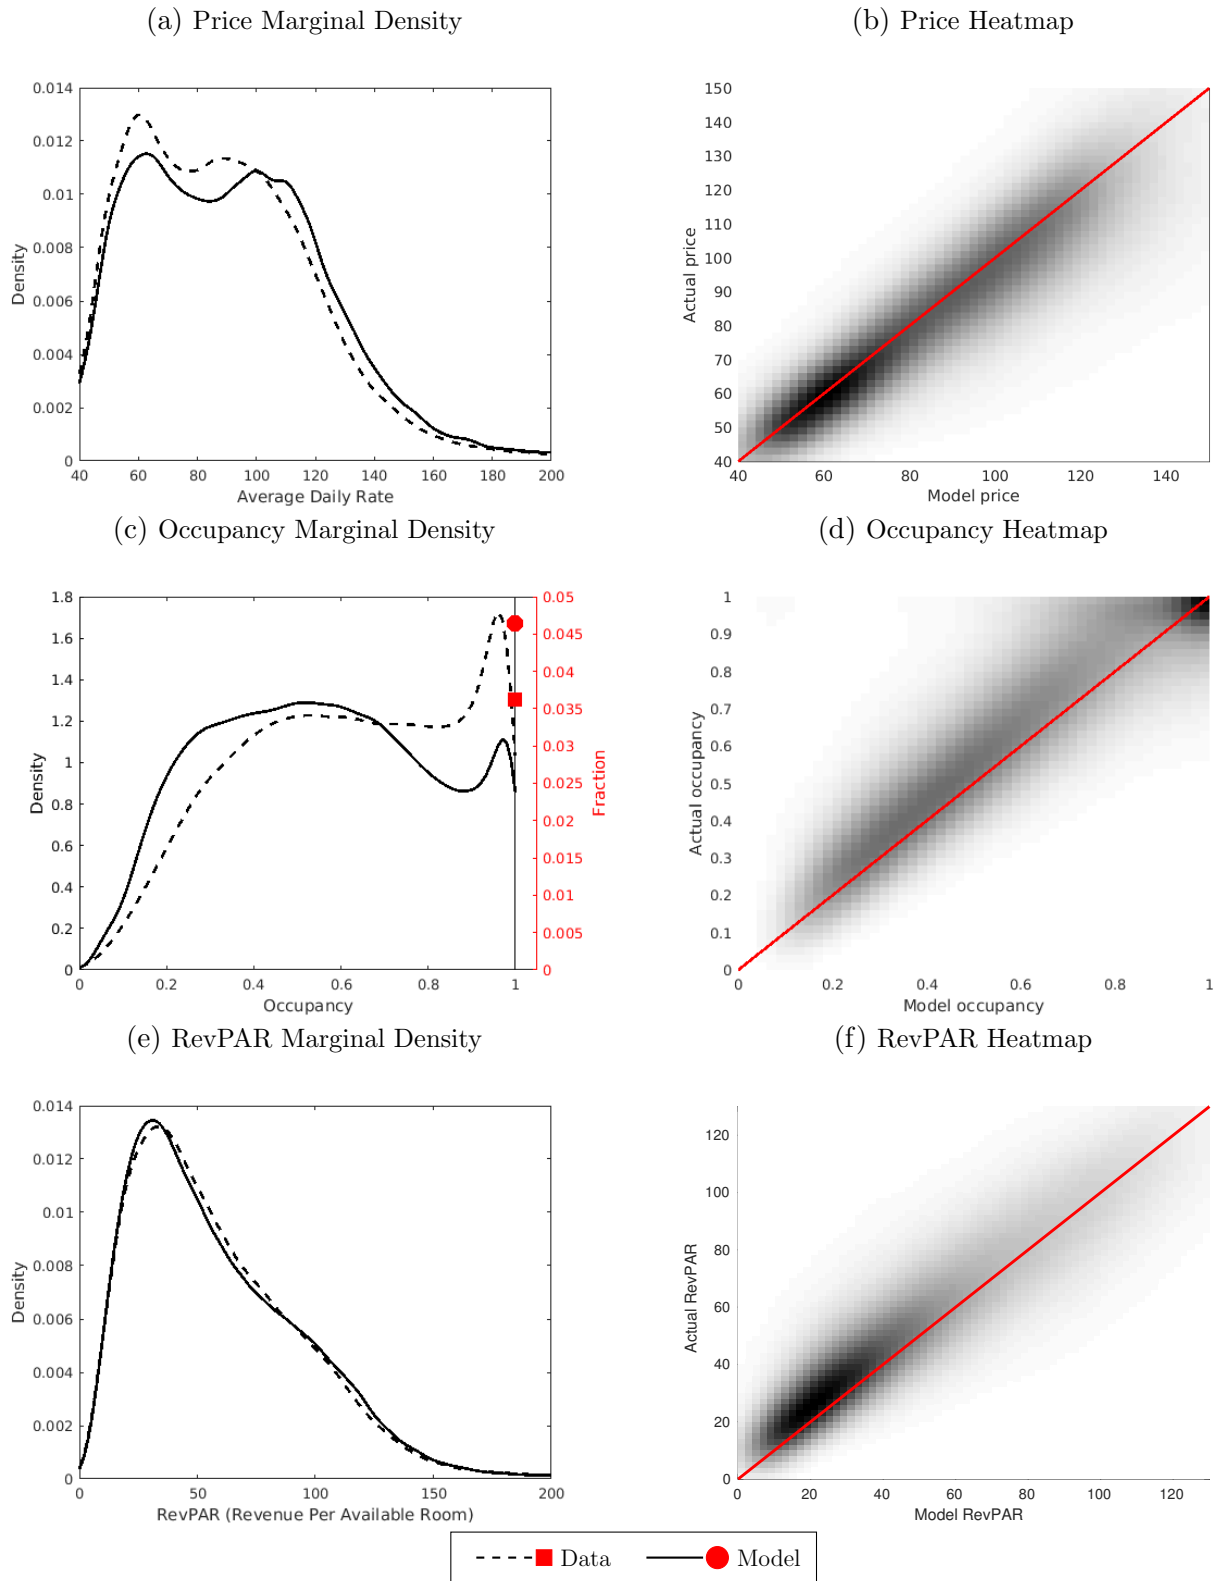 (a) Price Marginal Density
0.014
0.012
0.01
0.008
0.006
0.004
0.002
0
Density
40 60 80 100 120 140 160 180 200
Average Daily Rate
(b) Price Heatmap
150
140
130
120
110
100
90
80
70
60
50
40
Actual price
40 60 80 100 120 140
Model price
(c) Occupancy Marginal Density
1.8
1.6
1.4
1.2
1
0.8
0.6
0.4
0.2
0
Density
0.05
0.045
0.04
0.035
0.03
0.025
0.02
0.015
0.01
0.005
0
Fraction
0 0.2 0.4 0.6 0.8 1
Occupancy
(d) Occupancy Heatmap
1
0.9
0.8
0.7
0.6
0.5
0.4
0.3
0.2
0.1
0
Actual occupancy
0 0.2 0.4 0.6 0.8 1
Model occupancy
(e) RevPAR Marginal Density
0.014
0.012
0.01
0.008
0.006
0.004
0.002
0
Density
0 50 100 150 200
RevPAR (Revenue Per Available Room)
(f) RevPAR Heatmap
120
100
80
60
40
20
0
Actual RevPAR
0 20 40 60 80 100 120
Model RevPAR
Data Model